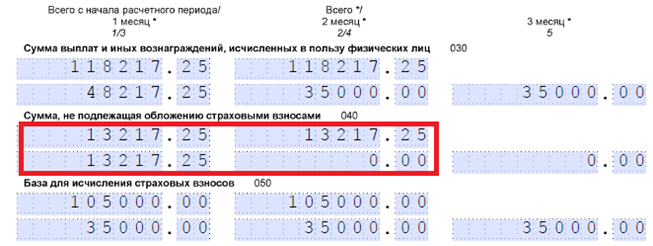 Всего с начала расчетного периода/ Всего */
1 месяц * 2 месяц * 3 месяц *
1/3 2/4 5
Сумма выплат и иных вознаграждений, исчисленных в пользу физических лиц 030
118217.25 118217.25
48217.25 35000.00 35000.00
Сумма, не подлежащая обложению страховыми взносами 040
13217.25 13217.25
13217.25 0.00 0.00
База для исчисления страховых взносов 050
105000.00 105000.00
35000.00 35000.00 35000.00